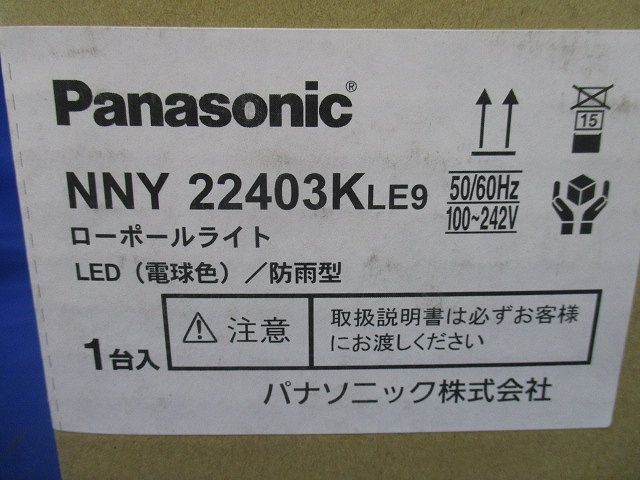 Panasonic®
NNY 22403KLE9
50/60Hz
100~242V
15
ローポールライト
LED（電球色）／防雨型
1台入
注意
取扱説明書は必ずお客様
にお渡しください
パナソニック株式会社